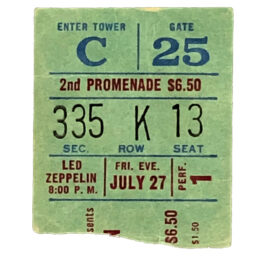 ENTER TOWER GATE
C 25
2nd PROMENADE $6.50
335 K 13
SEC. ROW SEAT
LED ZEPPELIN
8:00 P.M.
FRI. EVE.
JULY 27
PERF. 1
sents
$6.50
$1.50